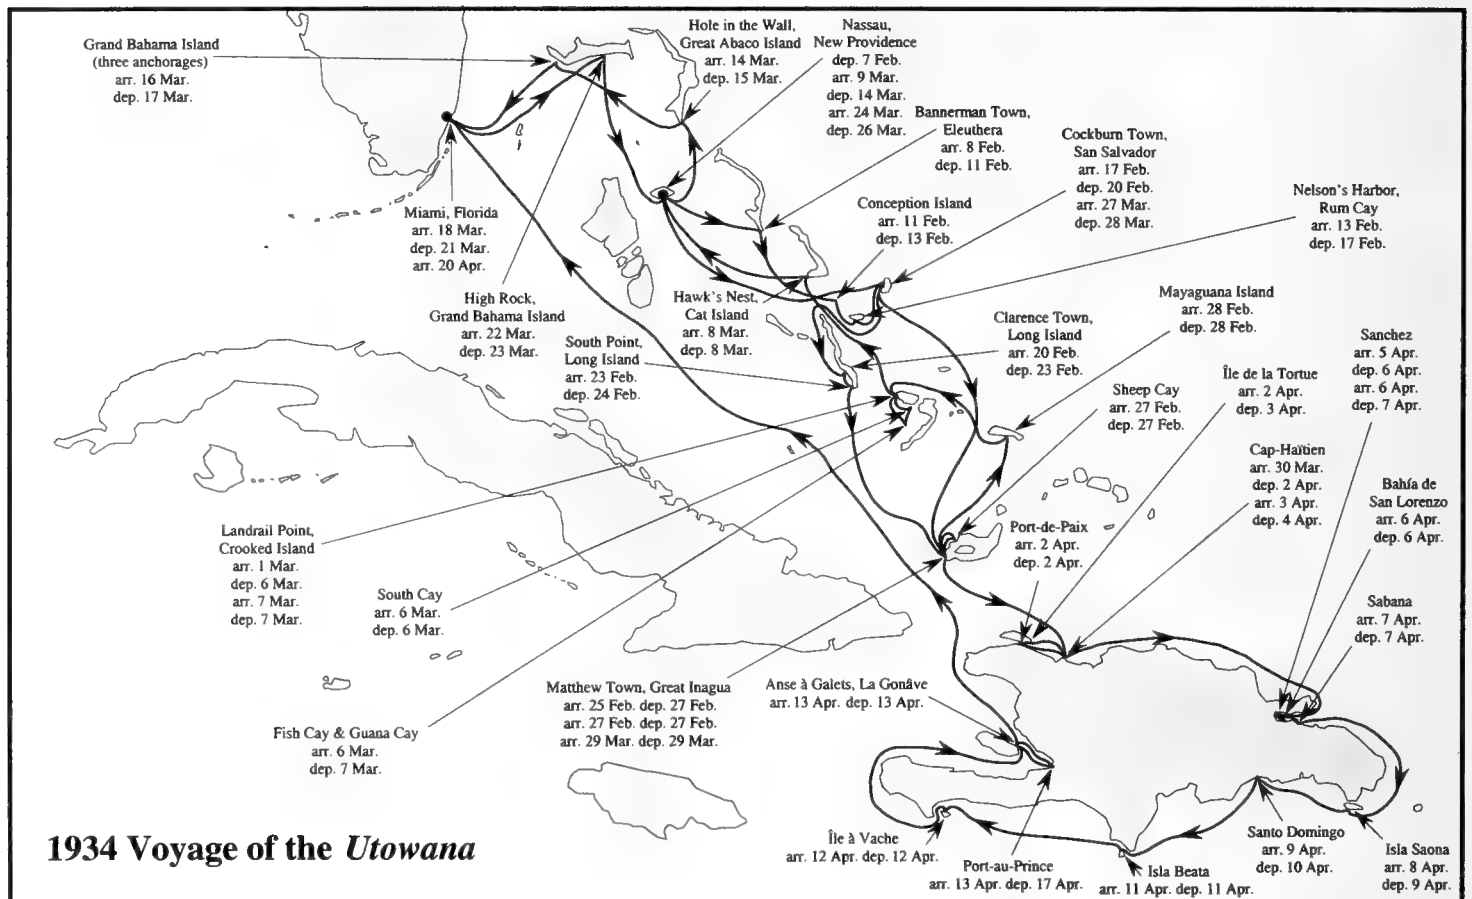 Grand Bahama Island
(three anchorages)
arr. 16 Mar.
dep. 17 Mar.
Hole in the Wall,
Great Abaco Island
arr. 14 Mar.
dep. 15 Mar.
Nassau,
New Providence
dep. 7 Feb.
arr. 9 Mar.
dep. 14 Mar.
arr. 24 Mar.
dep. 26 Mar.
Bannerman Town,
Eleuthera
arr. 8 Feb.
dep. 11 Feb.
Cockburn Town,
San Salvador
arr. 17 Feb.
dep. 20 Feb.
arr. 27 Mar.
dep. 28 Mar.
Nelson's Harbor,
Rum Cay
arr. 13 Feb.
dep. 17 Feb.
Conception Island
arr. 11 Feb.
dep. 13 Feb.
Miami, Florida
arr. 18 Mar.
dep. 21 Mar.
arr. 20 Apr.
High Rock,
Grand Bahama Island
arr. 22 Mar.
dep. 23 Mar.
Hawk's Nest,
Cat Island
arr. 8 Mar.
dep. 8 Mar.
South Point,
Long Island
arr. 23 Feb.
dep. 24 Feb.
Clarence Town,
Long Island
arr. 20 Feb.
dep. 23 Feb.
Mayaguana Island
arr. 28 Feb.
dep. 28 Feb.
Sheep Cay
arr. 27 Feb.
dep. 27 Feb.
Île de la Tortue
arr. 2 Apr.
dep. 3 Apr.
Sanchez
arr. 5 Apr.
dep. 6 Apr.
arr. 6 Apr.
dep. 7 Apr.
Cap-Haïtien
arr. 30 Mar.
dep. 2 Apr.
arr. 3 Apr.
dep. 4 Apr.
Bahía de
San Lorenzo
arr. 6 Apr.
dep. 6 Apr.
Port-de-Paix
arr. 2 Apr.
dep. 2 Apr.
Sabana
arr. 7 Apr.
dep. 7 Apr.
Landrail Point,
Crooked Island
arr. 1 Mar.
dep. 6 Mar.
arr. 7 Mar.
dep. 7 Mar.
South Cay
arr. 6 Mar.
dep. 6 Mar.
Fish Cay & Guana Cay
arr. 6 Mar.
dep. 7 Mar.
Matthew Town, Great Inagua
arr. 25 Feb. dep. 27 Feb.
arr. 27 Feb. dep. 27 Feb.
arr. 29 Mar. dep. 29 Mar.
Anse à Galets, La Gonâve
arr. 13 Apr. dep. 13 Apr.
Île à Vache
arr. 12 Apr. dep. 12 Apr.
Port-au-Prince
arr. 13 Apr. dep. 17 Apr.
Isla Beata
arr. 11 Apr. dep. 11 Apr.
Santo Domingo
arr. 9 Apr.
dep. 10 Apr.
Isla Saona
arr. 8 Apr.
dep. 9 Apr.
1934 Voyage of the Utowana